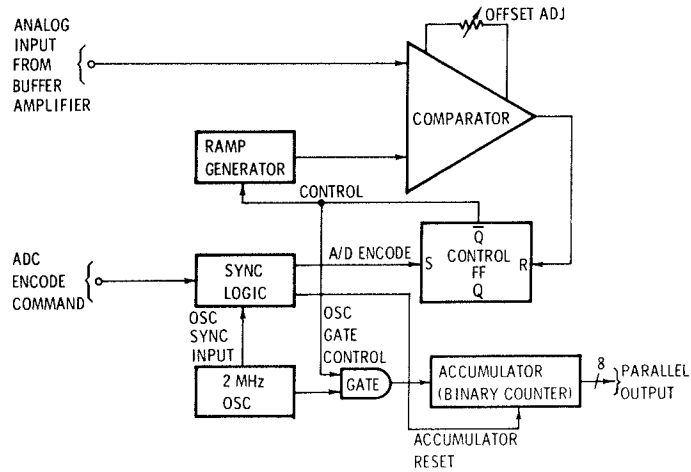 OFFSET ADJ
ANALOG
INPUT
FROM
BUFFER
AMPLIFIER
COMPARATOR
RAMP
GENERATOR
CONTROL
Q̅
A/D ENCODE
S
CONTROL
FF
R
Q
ADC
ENCODE
COMMAND
SYNC
LOGIC
OSC
SYNC
INPUT
OSC
GATE
CONTROL
2 MHz
OSC
GATE
ACCUMULATOR
(BINARY COUNTER)
8
PARALLEL
OUTPUT
ACCUMULATOR
RESET